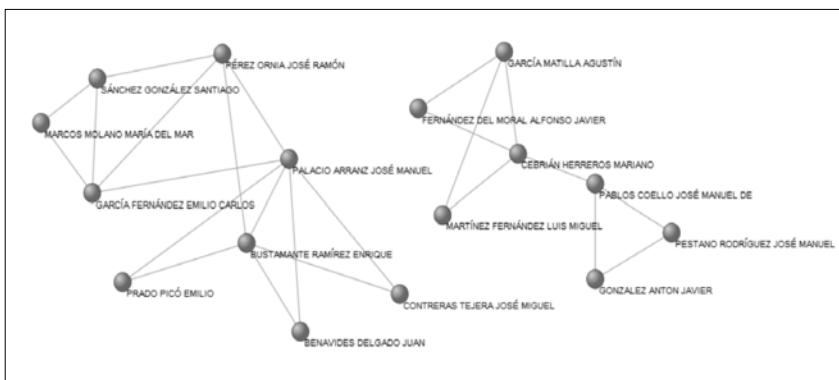 PÉREZ ORNIA JOSÉ RAMÓN
SÁNCHEZ GONZÁLEZ SANTIAGO
MARCOS MOLANO MARÍA DEL MAR
PALACIO ARRANZ JOSÉ MANUEL
GARCÍA FERNÁNDEZ EMILIO CARLOS
BUSTAMANTE RAMÍREZ ENRIQUE
PRADO PICÓ EMILIO
CONTRERAS TEJERA JOSÉ MIGUEL
BENAVIDES DELGADO JUAN
GARCÍA MATILLA AGUSTÍN
FERNÁNDEZ DEL MORAL ALFONSO JAVIER
CEBRIÁN HERREROS MARIANO
PABLOS COELLO JOSÉ MANUEL DE
MARTÍNEZ FERNÁNDEZ LUIS MIGUEL
PESTANO RODRÍGUEZ JOSÉ MANUEL
GONZALEZ ANTON JAVIER